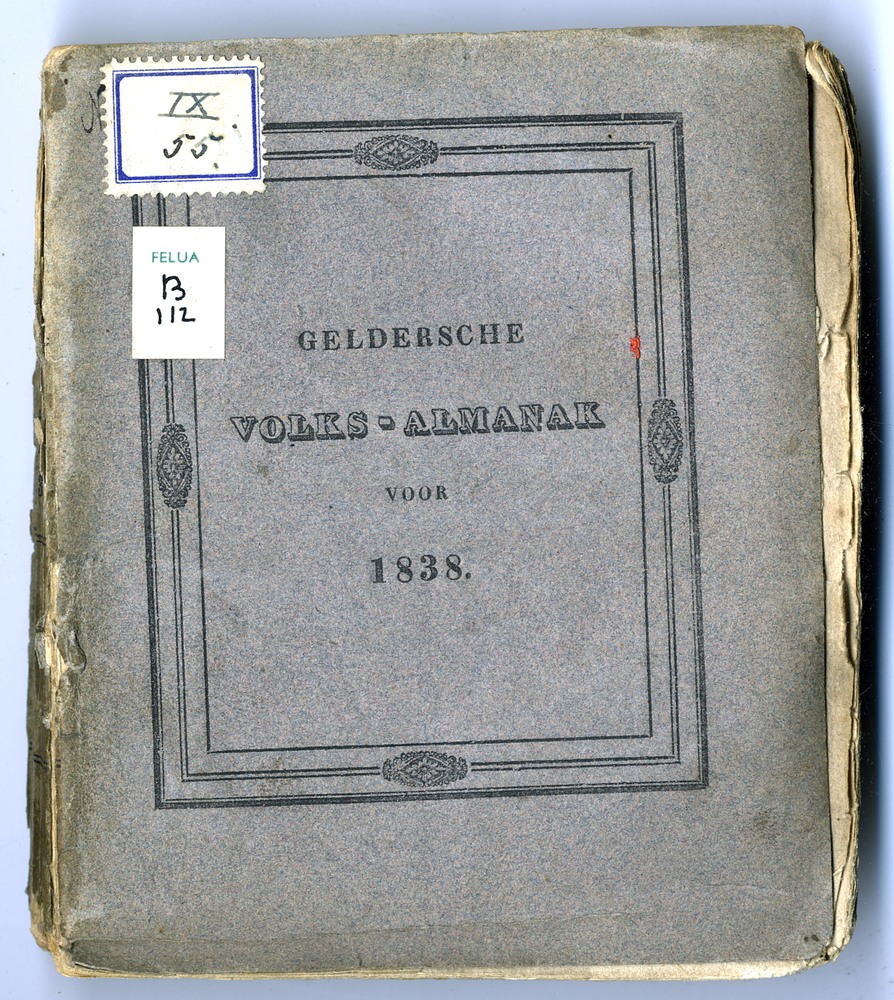 IX
55.
FELUA
B
112
GELDERSCHE
VOLKS-ALMANAK
VOOR
1838.